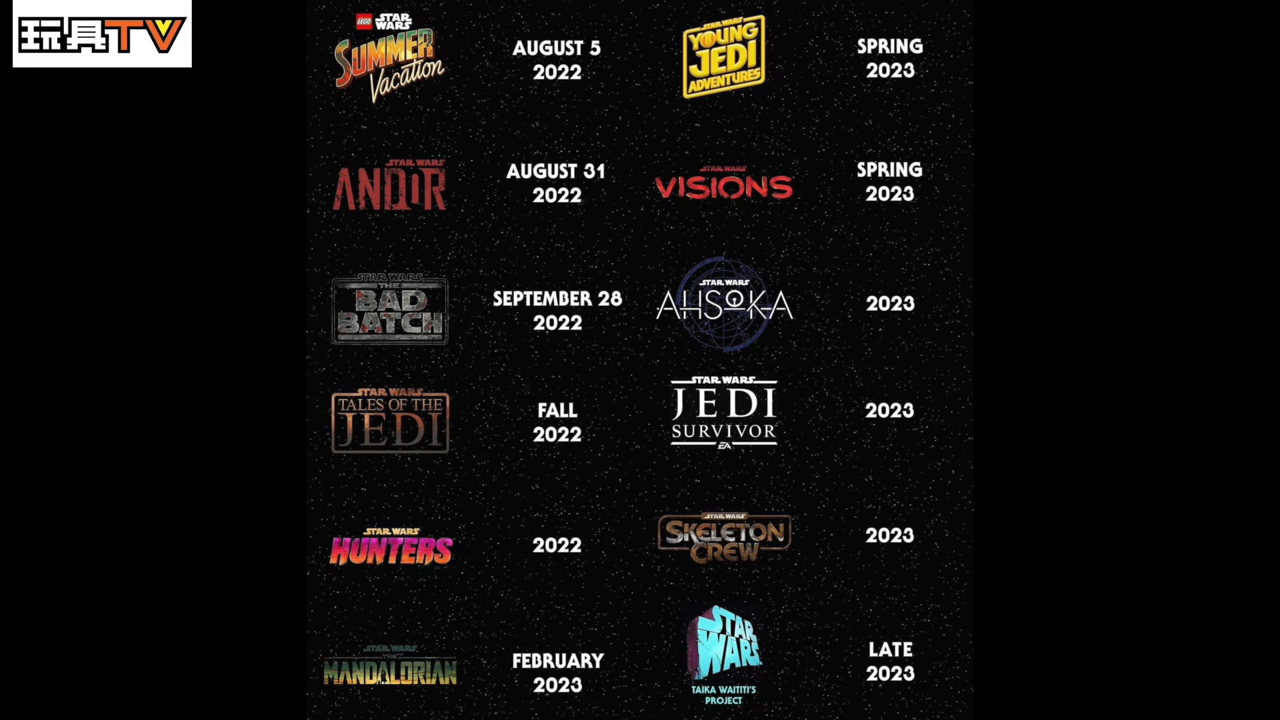 玩具TV
LEGO STAR WARS
SUMMER
Vacation
AUGUST 5
2022
STAR WARS
YOUNG
JEDI
ADVENTURES
SPRING
2023
STAR WARS
ANDOR
AUGUST 31
2022
STAR WARS
VISIONS
SPRING
2023
STAR WARS
THE
BAD
BATCH
SEPTEMBER 28
2022
STAR WARS
AHSOKA
2023
STAR WARS
TALES OF THE
JEDI
FALL
2022
STAR WARS
JEDI
SURVIVOR
EA
2023
STAR WARS
HUNTERS
2022
STAR WARS
SKELETON
CREW
2023
STAR WARS
THE
MANDALORIAN
FEBRUARY
2023
STAR
WARS
TAIKA WAITITI'S
PROJECT
LATE
2023